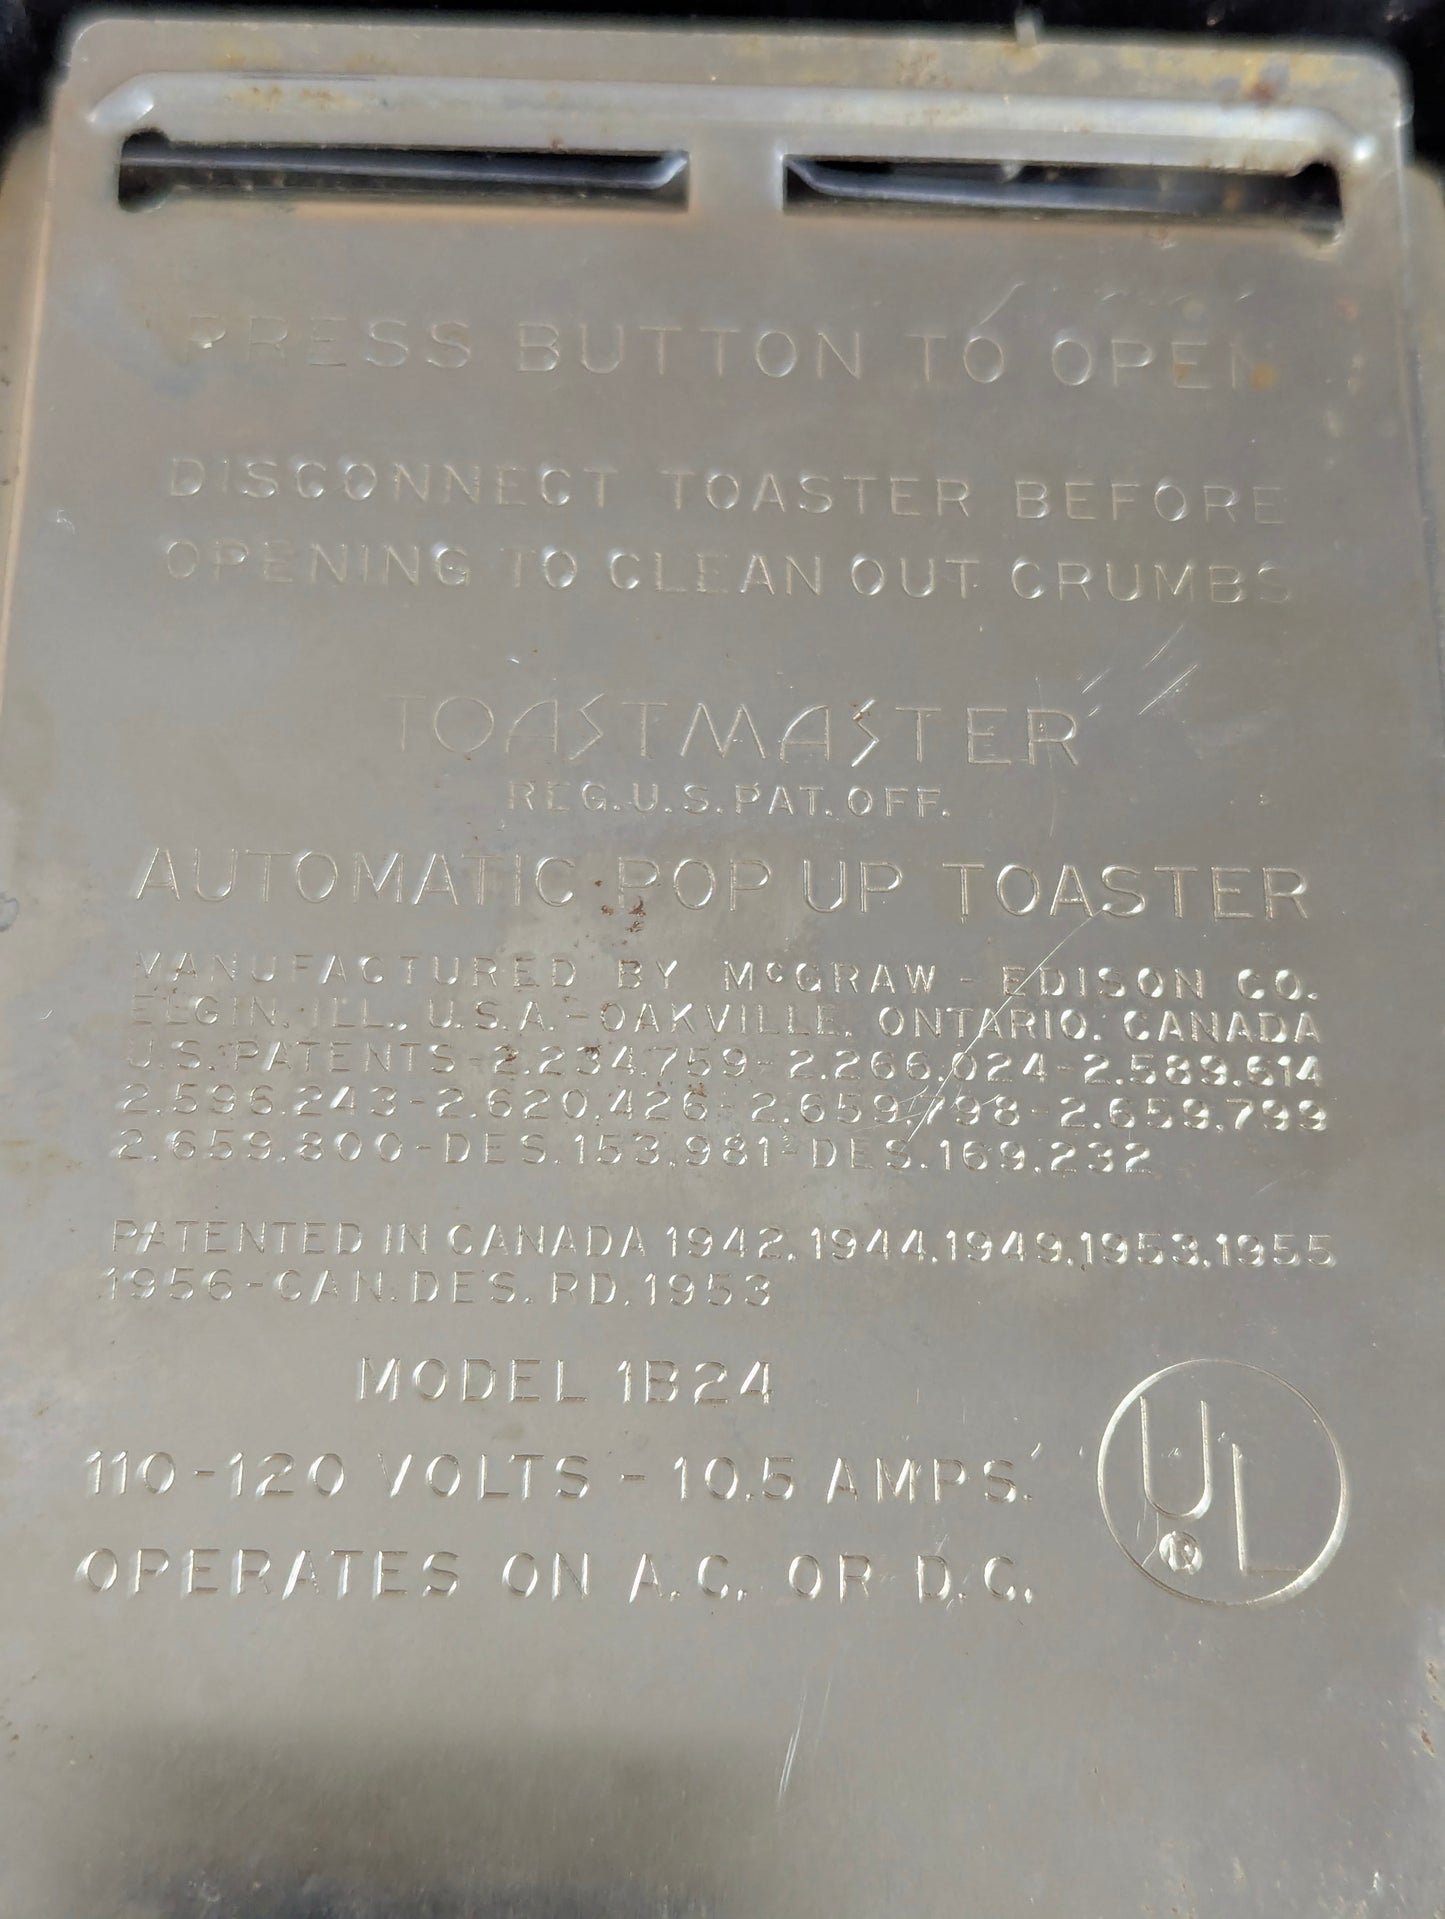 PRESS BUTTON TO OPEN
DISCONNECT TOASTER BEFORE
OPENING TO CLEAN OUT CRUMBS
TOASTMASTER
REG. U.S. PAT. OFF.
AUTOMATIC POP UP TOASTER
MANUFACTURED BY McGRAW - EDISON CO.
ELGIN, ILL., U.S.A. - OAKVILLE, ONTARIO, CANADA
U.S. PATENTS - 2.234.759 - 2.266.024 - 2.589.614
2.596.243 - 2.620.426 - 2.659.798 - 2.659.799
2.659.800 - DES. 153.981 - DES. 169.232
PATENTED IN CANADA 1942, 1944, 1949, 1953, 1955
1956 - CAN. DES. RD. 1953
MODEL 1B24
110-120 VOLTS - 10.5 AMPS.
OPERATES ON A.C. OR D.C.
UL
®